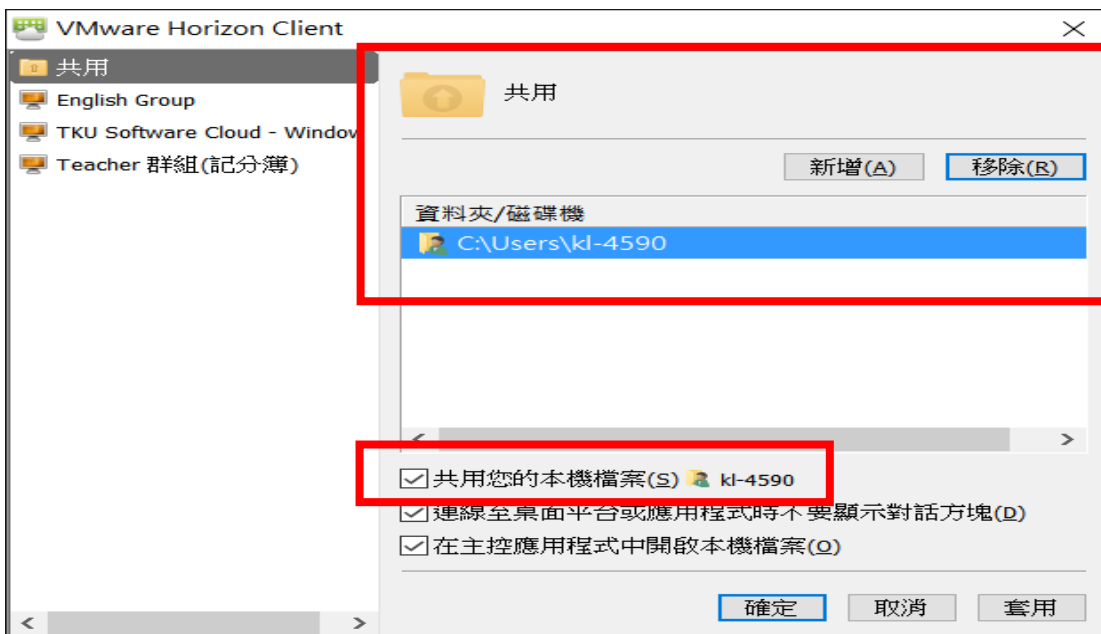 VMware Horizon Client
共用
English Group
TKU Software Cloud - Window
Teacher 群組(記分簿)
共用
新增(A)
移除(R)
資料夾/磁碟機
C:\Users\kl-4590
共用您的本機檔案(S) kl-4590
連線至桌面平台或應用程式時不要顯示對話方塊(D)
在主控應用程式中開啟本機檔案(O)
確定
取消
套用